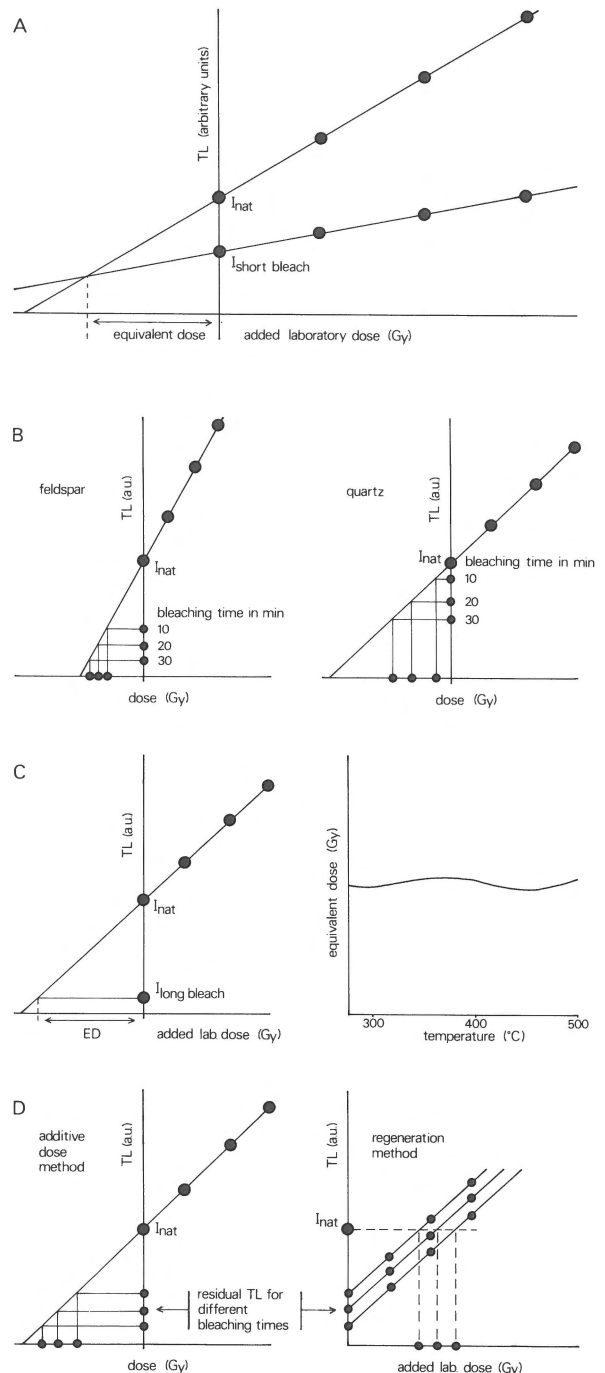 A
TL (arbitrary units)
Inat
Ishort bleach
equivalent dose
added laboratory dose (Gy)
B
feldspar
TL (a.u.)
Inat
bleaching time in min
10
20
30
dose (Gy)
quartz
TL (a.u.)
Inat
bleaching time in min
10
20
30
dose (Gy)
C
TL (a.u.)
Inat
Ilong bleach
ED
added lab. dose (Gy)
equivalent dose (Gy)
300
400
500
temperature (°C)
D
additive
dose
method
TL (a.u.)
Inat
residual TL for
different
bleaching times
dose (Gy)
TL (a.u.)
regeneration
method
Inat
added lab. dose (Gy)